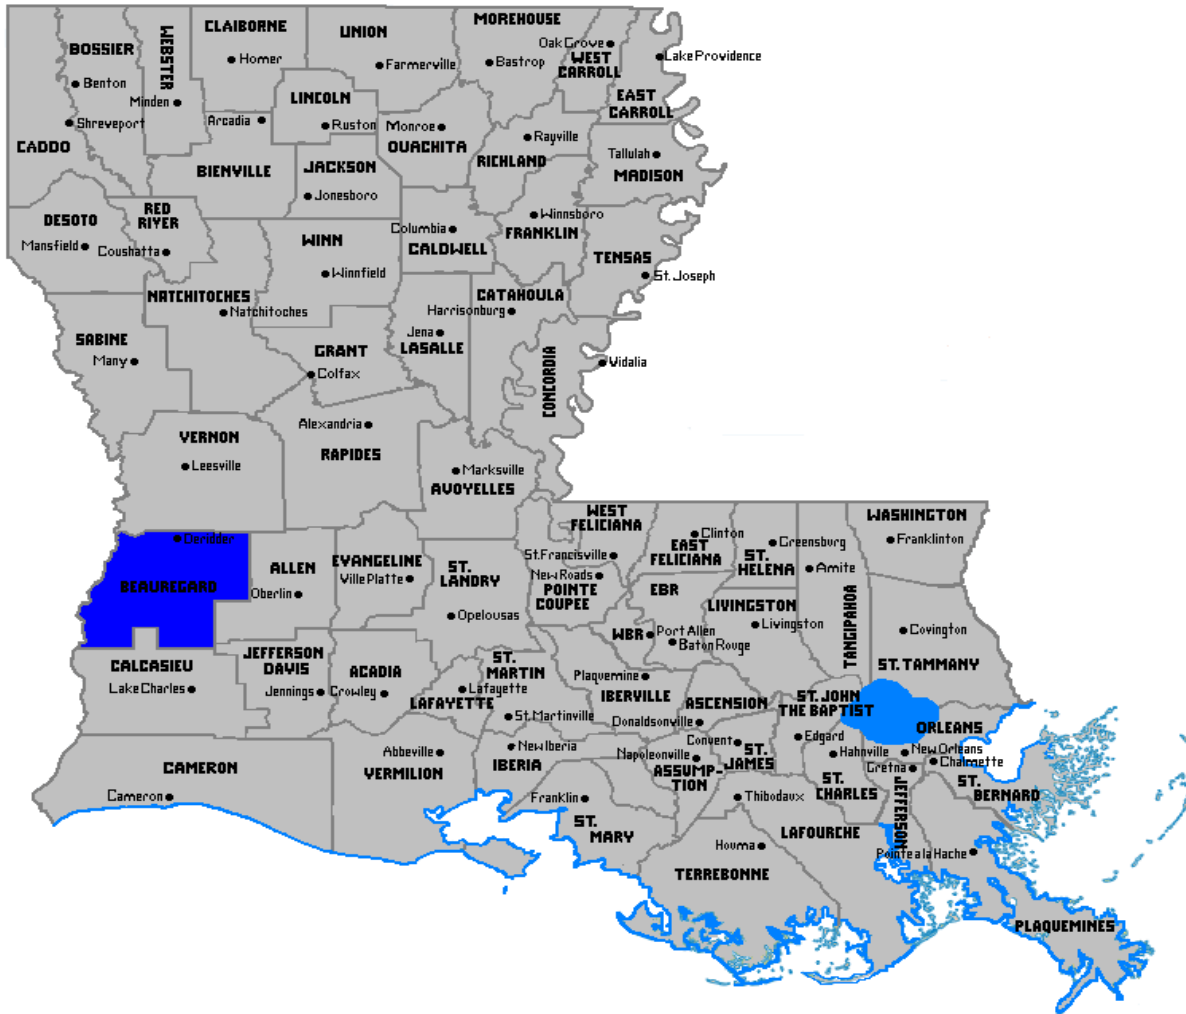 MOREHOUSE
CLAIBORNE
UNION
WEBSTER
BOSSIER
Oak Grove
WEST
CARROLL
Lake Providence
Homer
Farmerville
Bastrop
Benton
Minden
LINCOLN
EAST
CARROLL
Shreveport
Arcadia
Ruston
Monroe
OUACHITA
Rayville
CADDO
RICHLAND
Tallulah
MADISON
BIENVILLE
JACKSON
Jonesboro
DESOTO
RED
RIVER
Winnsboro
FRANKLIN
Columbia
CALDWELL
Mansfield
Coushatta
WINN
Winnfield
TENSAS
St. Joseph
NATCHITOCHES
Natchitoches
CATAHOULA
Harrisonburg
SABINE
Many
GRANT
Colfax
Jena
LASALLE
CONCORDIA
Vidalia
VERNON
Leesville
Alexandria
RAPIDES
Marksville
AVOYELLES
WEST
FELICIANA
WASHINGTON
Franklinton
Deridder
BEAUREGARD
ALLEN
Oberlin
EVANGELINE
Ville Platte
ST.
LANDRY
Opelousas
St. Francisville
New Roads
POINTE
COUPEE
Clinton
EAST
FELICIANA
Greensburg
ST.
HELENA
Amite
TANGIPAHOA
EBR
LIVINGSTON
Livingston
WBR
Port Allen
Baton Rouge
Covington
ST. TAMMANY
CALCASIEU
Lake Charles
JEFFERSON
DAVIS
Jennings
ACADIA
Crowley
LAFAYETTE
Lafayette
ST.
MARTIN
St. Martinville
Plaquemine
IBERVILLE
ASCENSION
Donaldsonville
ST. JOHN
THE BAPTIST
Edgard
ORLEANS
New Orleans
Chalmette
Hahnville
Gretna
CAMERON
Cameron
Abbeville
VERMILION
New Iberia
IBERIA
Napoleonville
ASSUMP-
TION
Convent
ST.
JAMES
ST.
CHARLES
JEFFERSON
ST.
BERNARD
Franklin
ST.
MARY
Thibodaux
LAFOURCHE
Houma
TERREBONNE
Pointe a la Hache
PLAQUEMINES